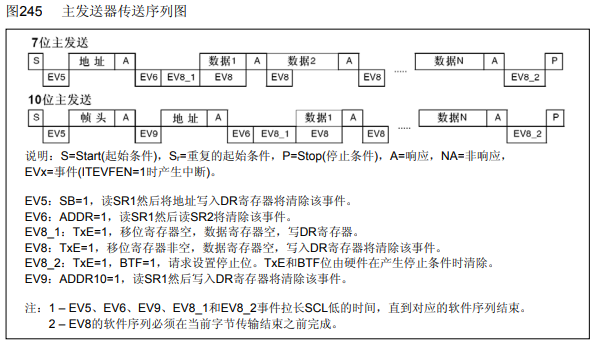 图245 主发送器传送序列图
7位主发送
S 地址 A 数据1 A 数据2 A ..... 数据N A P
EV5 EV6 EV8_1 EV8 EV8 EV8 EV8_2
10位主发送
S 帧头 A 地址 A 数据1 A ..... 数据N A P
EV5 EV9 EV6 EV8_1 EV8 EV8 EV8_2
说明：S=Start(起始条件)，Sr=重复的起始条件，P=Stop(停止条件)，A=响应，NA=非响应，
EVx=事件(ITEVFEN=1时产生中断)。
EV5：SB=1，读SR1然后将地址写入DR寄存器将清除该事件。
EV6：ADDR=1，读SR1然后读SR2将清除该事件。
EV8_1：TxE=1，移位寄存器空，数据寄存器空，写DR寄存器。
EV8：TxE=1，移位寄存器非空，数据寄存器空，写入DR寄存器将清除该事件。
EV8_2：TxE=1，BTF=1，请求设置停止位。TxE和BTF位由硬件在产生停止条件时清除。
EV9：ADDR10=1，读SR1然后写入DR寄存器将清除该事件。
注：1 – EV5、EV6、EV9、EV8_1和EV8_2事件拉长SCL低的时间，直到对应的软件序列结束。
2 – EV8的软件序列必须在当前字节传输结束之前完成。